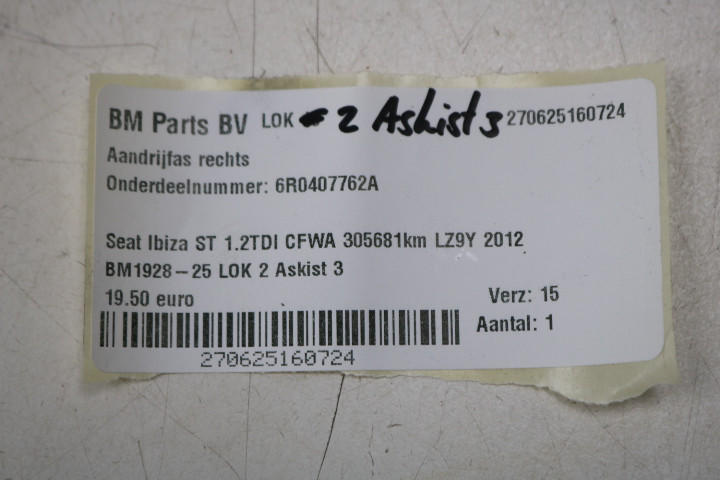 BM Parts BV LOK 2 Askist 3 270625160724
Aandrijfas rechts
Onderdeelnummer: 6R0407762A
Seat Ibiza ST 1.2TDI CFWA 305681km LZ9Y 2012
BM1928-25 LOK 2 Askist 3
19.50 euro Verz: 15
Aantal: 1
270625160724